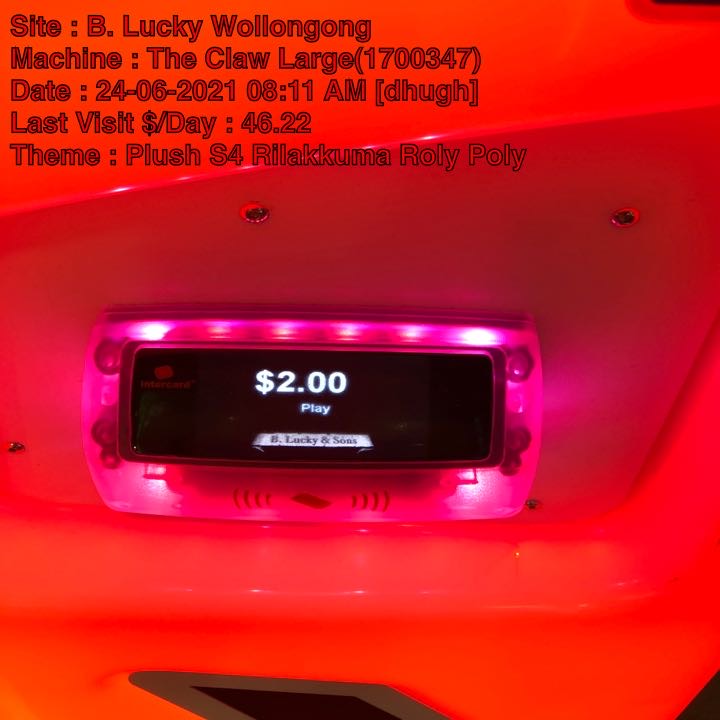 Site : B. Lucky Wollongong
Machine : The Claw Large(1700347)
Date : 24-06-2021 08:11 AM [dhugh]
Last Visit $/Day : 46.22
Theme : Plush S4 Rilakkuma Roly Poly
intercard
$2.00
Play
B. Lucky & Sons